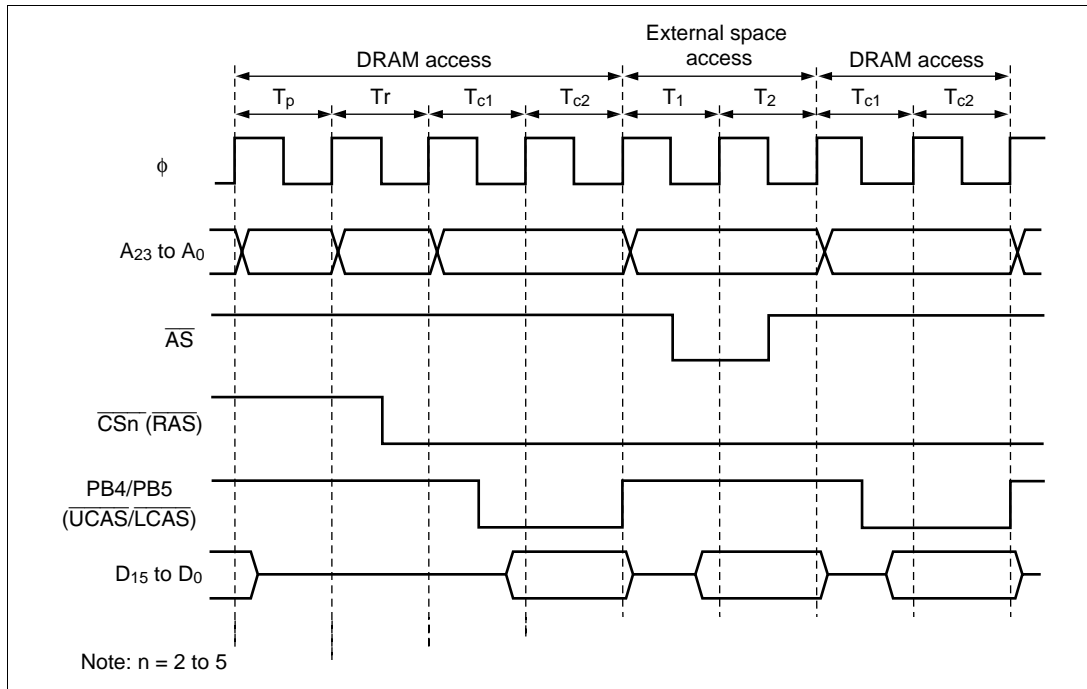 External space
DRAM access access DRAM access
Tp Tr Tc1 Tc2 T1 T2 Tc1 Tc2
φ
A23 to A0
AS
CSn (RAS)
PB4/PB5
(UCAS/LCAS)
D15 to D0
Note: n = 2 to 5